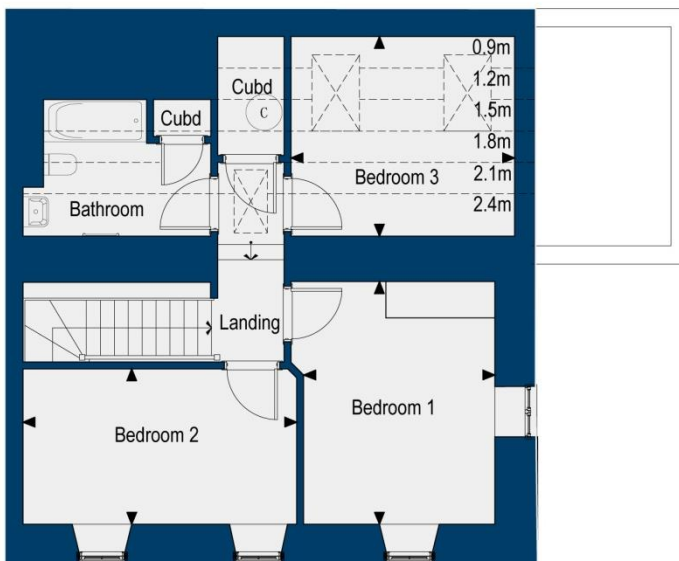 0.9m
Cubd
1.2m
1.5m
C
Cubd
1.8m
Bedroom 3
2.1m
Bathroom
2.4m
Landing
Bedroom 1
Bedroom 2